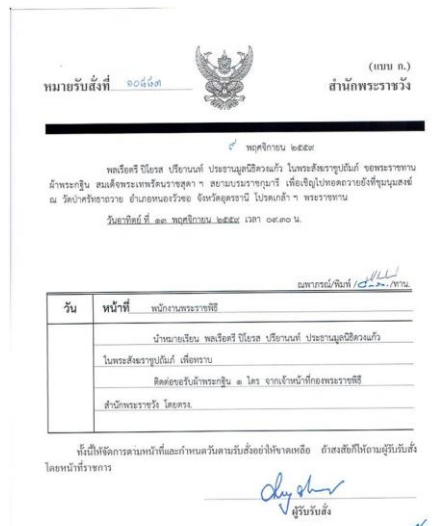 (แบบ ก.)
หมายรับสั่งที่ ๑๐๕๕๓
สำนักพระราชวัง
๙ พฤศจิกายน ๒๕๕๙
พลเรือตรี ปิโยรส ปรียานนท์ ประธานมูลนิธิดวงแก้ว ในพระสังฆราชูปถัมภ์ ขอพระราชทาน
ผ้าพระกฐิน สมเด็จพระเทพรัตนราชสุดา ฯ สยามบรมราชกุมารี เพื่อเชิญไปทอดถวายยังที่ชุมนุมสงฆ์
ณ วัดป่าศรัทธาถวาย อำเภอหนองวัวซอ จังหวัดอุดรธานี โปรดเกล้า ฯ พระราชทาน
วันอาทิตย์ ที่ ๑๓ พฤศจิกายน ๒๕๕๙ เวลา ๐๙.๓๐ น.
ณพาภรณ์/พิมพ์ /ทาน.
วัน หน้าที่ พนักงานพระราชพิธี
นำหมายเรียน พลเรือตรี ปิโยรส ปรียานนท์ ประธานมูลนิธิดวงแก้ว
ในพระสังฆราชูปถัมภ์ เพื่อทราบ
ติดต่อขอรับผ้าพระกฐิน ๑ ไตร จากเจ้าหน้าที่กองพระราชพิธี
สำนักพระราชวัง โดยตรง.
ทั้งนี้ให้จัดการตามหน้าที่และกำหนดวันตามรับสั่งอย่าให้ขาดเหลือ ถ้าสงสัยก็ให้ถามผู้รับรับสั่ง
โดยหน้าที่ราชการ
ผู้รับรับสั่ง